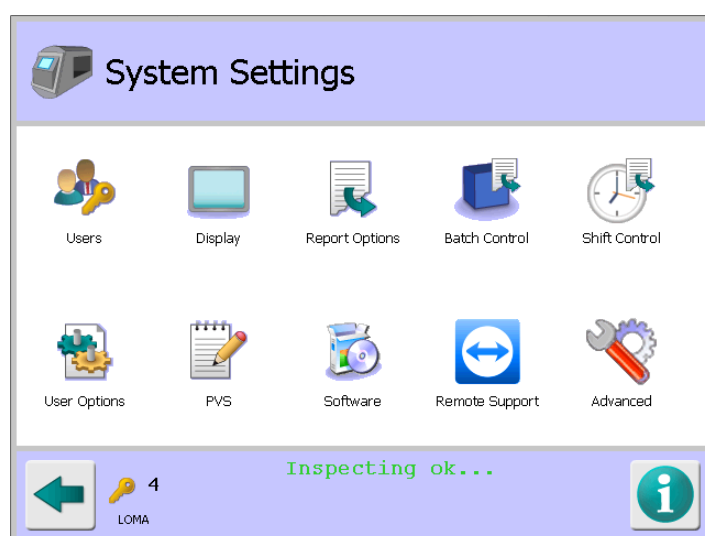 System Settings
Users
Display
Report Options
Batch Control
Shift Control
User Options
PVS
Software
Remote Support
Advanced
Inspecting ok...
4
LOMA